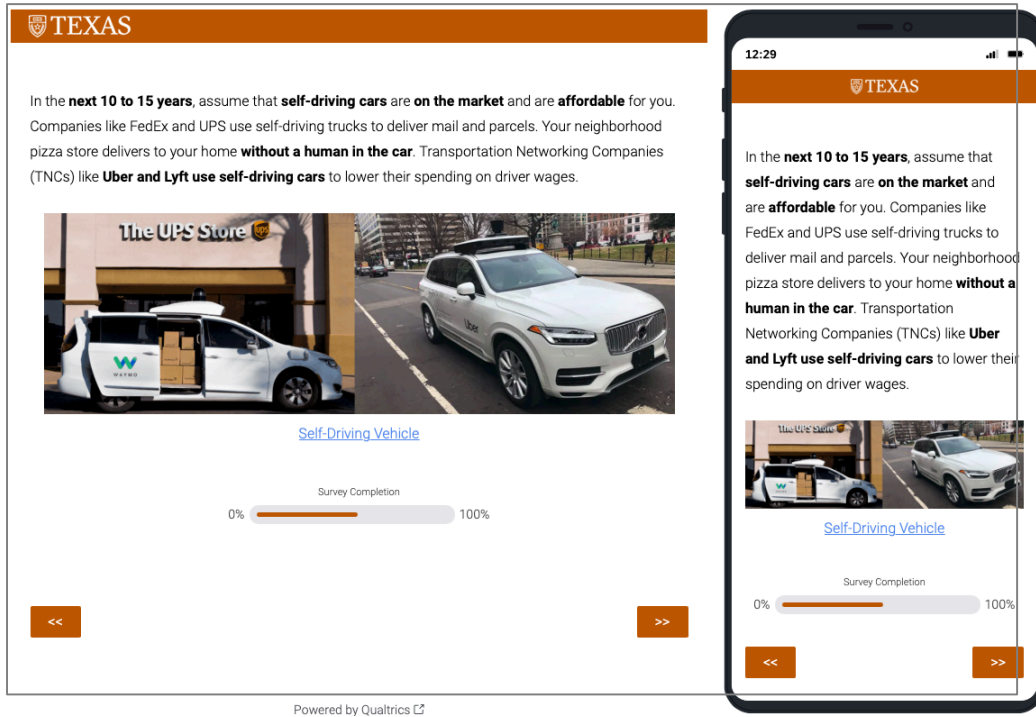 TEXAS
In the next 10 to 15 years, assume that self-driving cars are on the market and are affordable for you.
Companies like FedEx and UPS use self-driving trucks to deliver mail and parcels. Your neighborhood
pizza store delivers to your home without a human in the car. Transportation Networking Companies
(TNCs) like Uber and Lyft use self-driving cars to lower their spending on driver wages.
The UPS Store ups
Uber
WAYMO
Self-Driving Vehicle
Survey Completion
0% 100%
<< >>
Powered by Qualtrics
12:29
TEXAS
In the next 10 to 15 years, assume that
self-driving cars are on the market and
are affordable for you. Companies like
FedEx and UPS use self-driving trucks to
deliver mail and parcels. Your neighborhood
pizza store delivers to your home without a
human in the car. Transportation
Networking Companies (TNCs) like Uber
and Lyft use self-driving cars to lower their
spending on driver wages.
The UPS Store
Self-Driving Vehicle
Survey Completion
0% 100%
<< >>